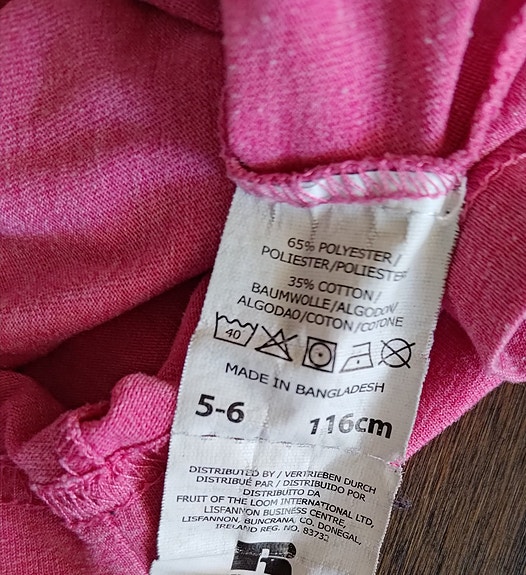 65% POLYESTER/
POLIESTER/POLIESTER
35% COTTON/
BAUMWOLLE/ALGODON/
ALGODAO/COTON/COTONE
40
MADE IN BANGLADESH
5-6 116cm
DISTRIBUTED BY / VERTRIEBEN DURCH
DISTRIBUÉ PAR / DISTRIBUIDO POR
DISTRIBUITO DA
FRUIT OF THE LOOM INTERNATIONAL LTD,
LISFANNON BUSINESS CENTRE,
LISFANNON, BUNCRANA, CO. DONEGAL,
IRELAND REG. NO. 83732